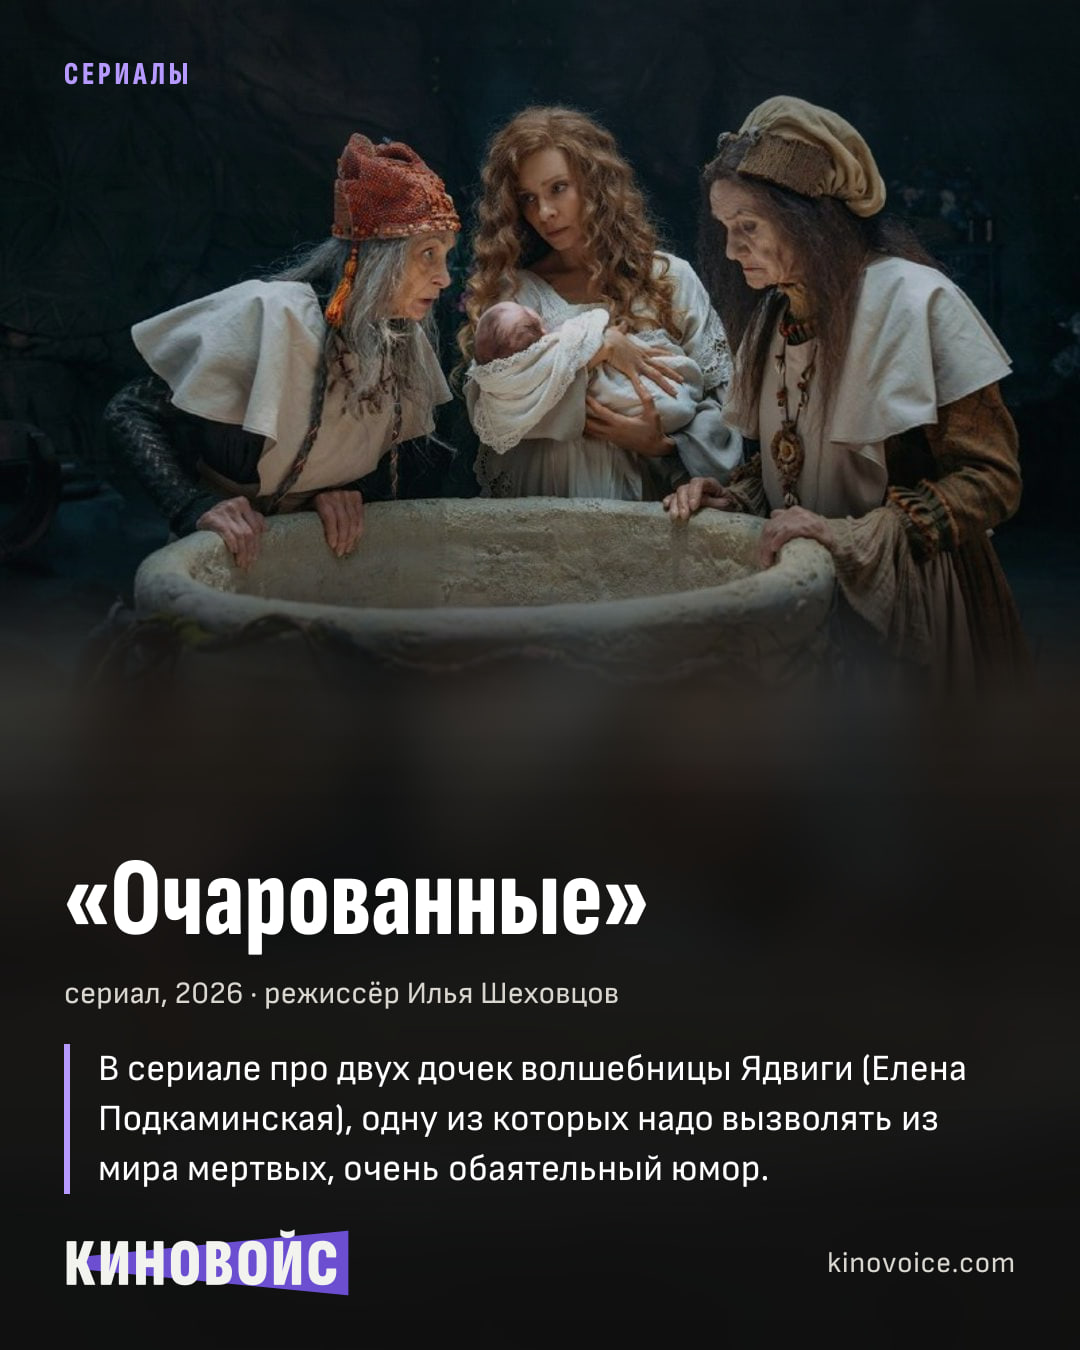 СЕРИАЛЫ
«Очарованные»
сериал, 2026 · режиссёр Илья Шеховцов
В сериале про двух дочек волшебницы Ядвиги (Елена
Подкаминская), одну из которых надо вызволять из
мира мертвых, очень обаятельный юмор.
КИНОВОЙС
kinovoice.com